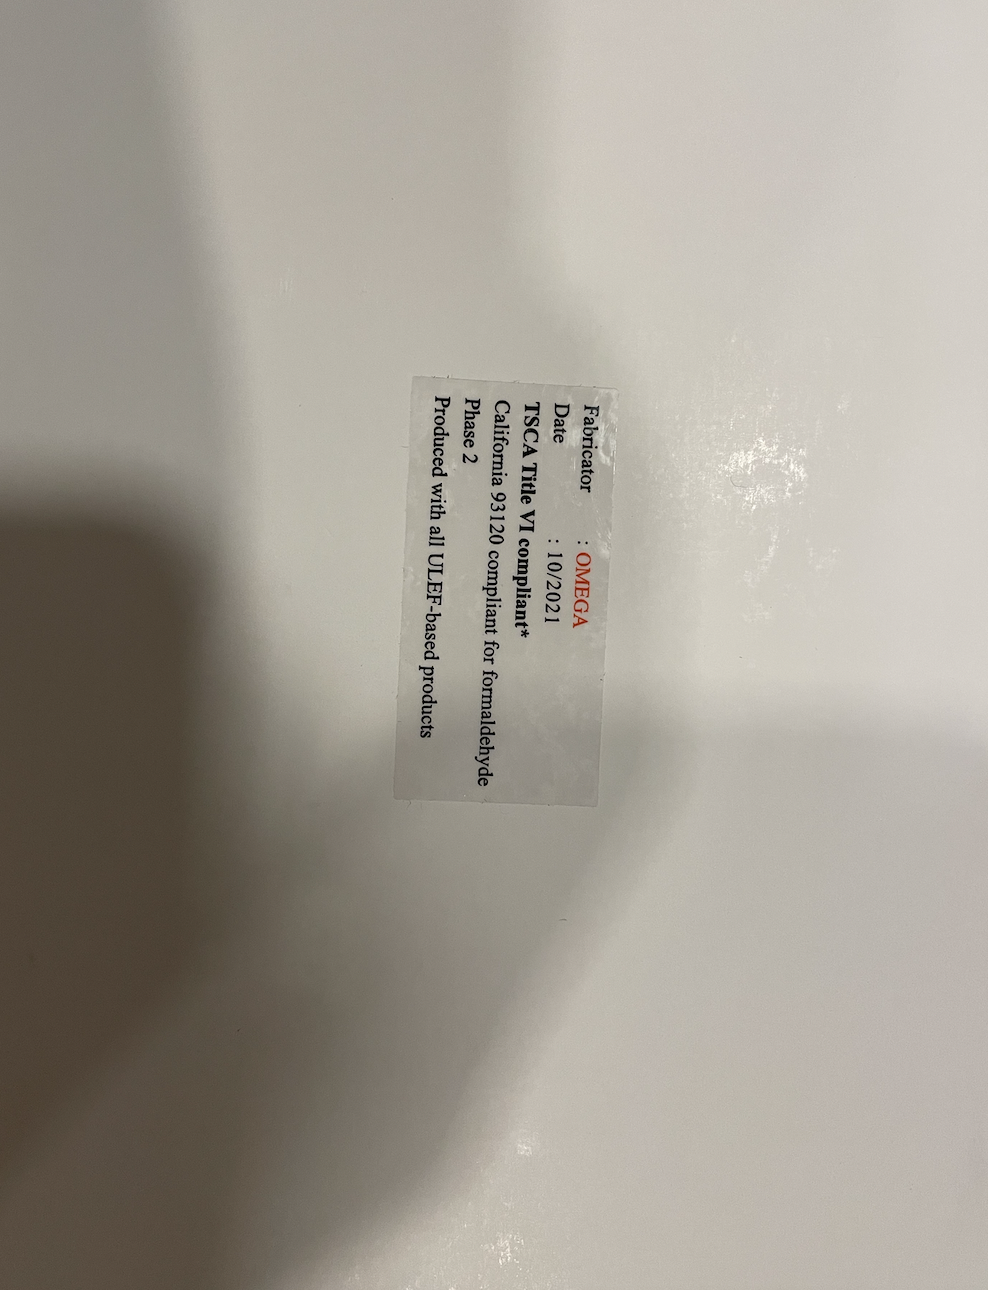 Fabricator : OMEGA
Date : 10/2021
TSCA Title VI compliant*
California 93120 compliant for formaldehyde
Phase 2
Produced with all ULEF-based products